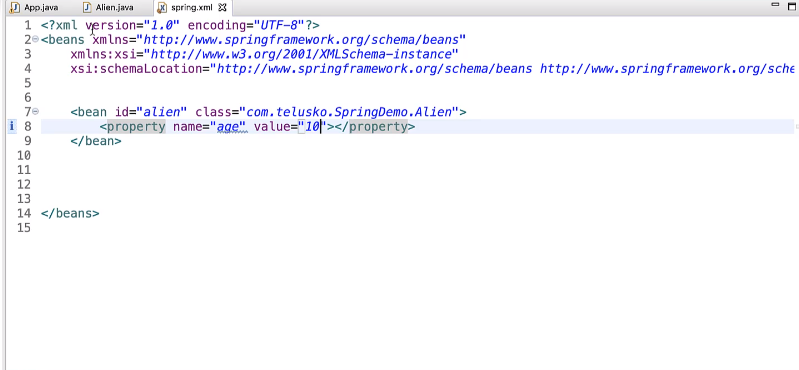 App.java Alien.java spring.xml
1 <?xml version="1.0" encoding="UTF-8"?>
2 <beans xmlns="http://www.springframework.org/schema/beans"
3 xmlns:xsi="http://www.w3.org/2001/XMLSchema-instance"
4 xsi:schemaLocation="http://www.springframework.org/schema/beans http://www.springframework.org/sche
5
6
7 <bean id="alien" class="com.telusko.SpringDemo.Alien">
8 <property name="age" value="10"></property>
9 </bean>
10
11
12
13
14 </beans>
15